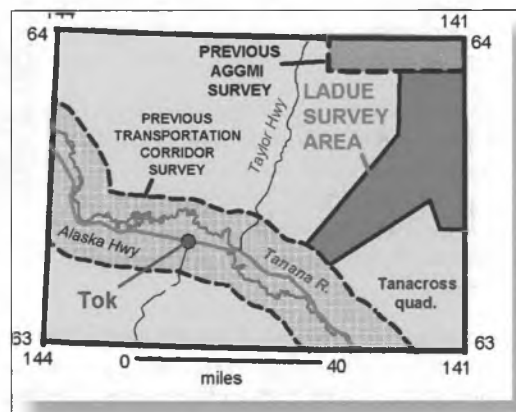 144
141
64
64
PREVIOUS
AGGMI
SURVEY
LADUE
SURVEY
AREA
PREVIOUS
TRANSPORTATION
CORRIDOR
SURVEY
Taylor Hwy
Alaska Hwy
Tanana R.
Tok
Tanacross
quad.
63
63
144
141
0
40
miles